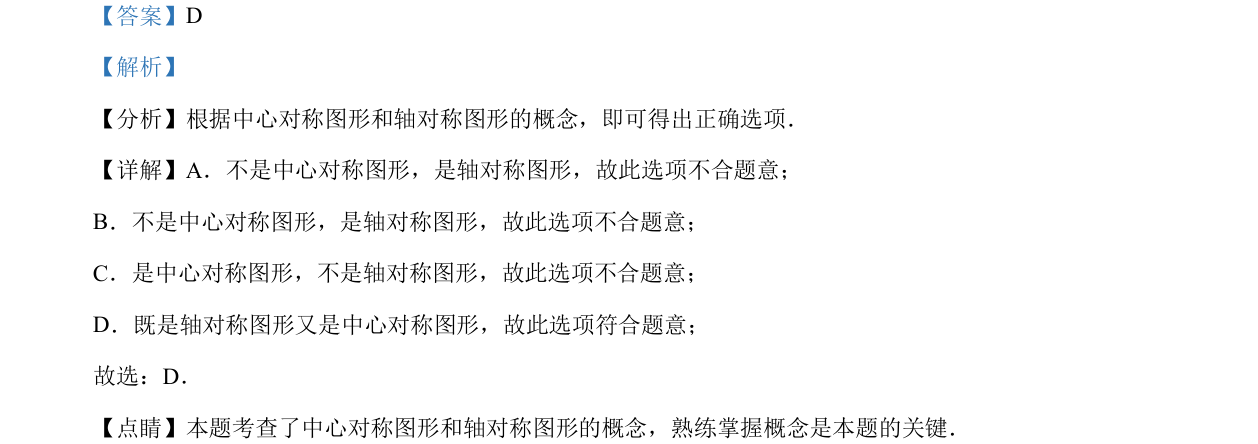 【答案】D
【解析】
【分析】根据中心对称图形和轴对称图形的概念，即可得出正确选项．
【详解】A．不是中心对称图形，是轴对称图形，故此选项不合题意；
B．不是中心对称图形，是轴对称图形，故此选项不合题意；
C．是中心对称图形，不是轴对称图形，故此选项不合题意；
D．既是轴对称图形又是中心对称图形，故此选项符合题意；
故选：D．
【点睛】本题考查了中心对称图形和轴对称图形的概念，熟练掌握概念是本题的关键．